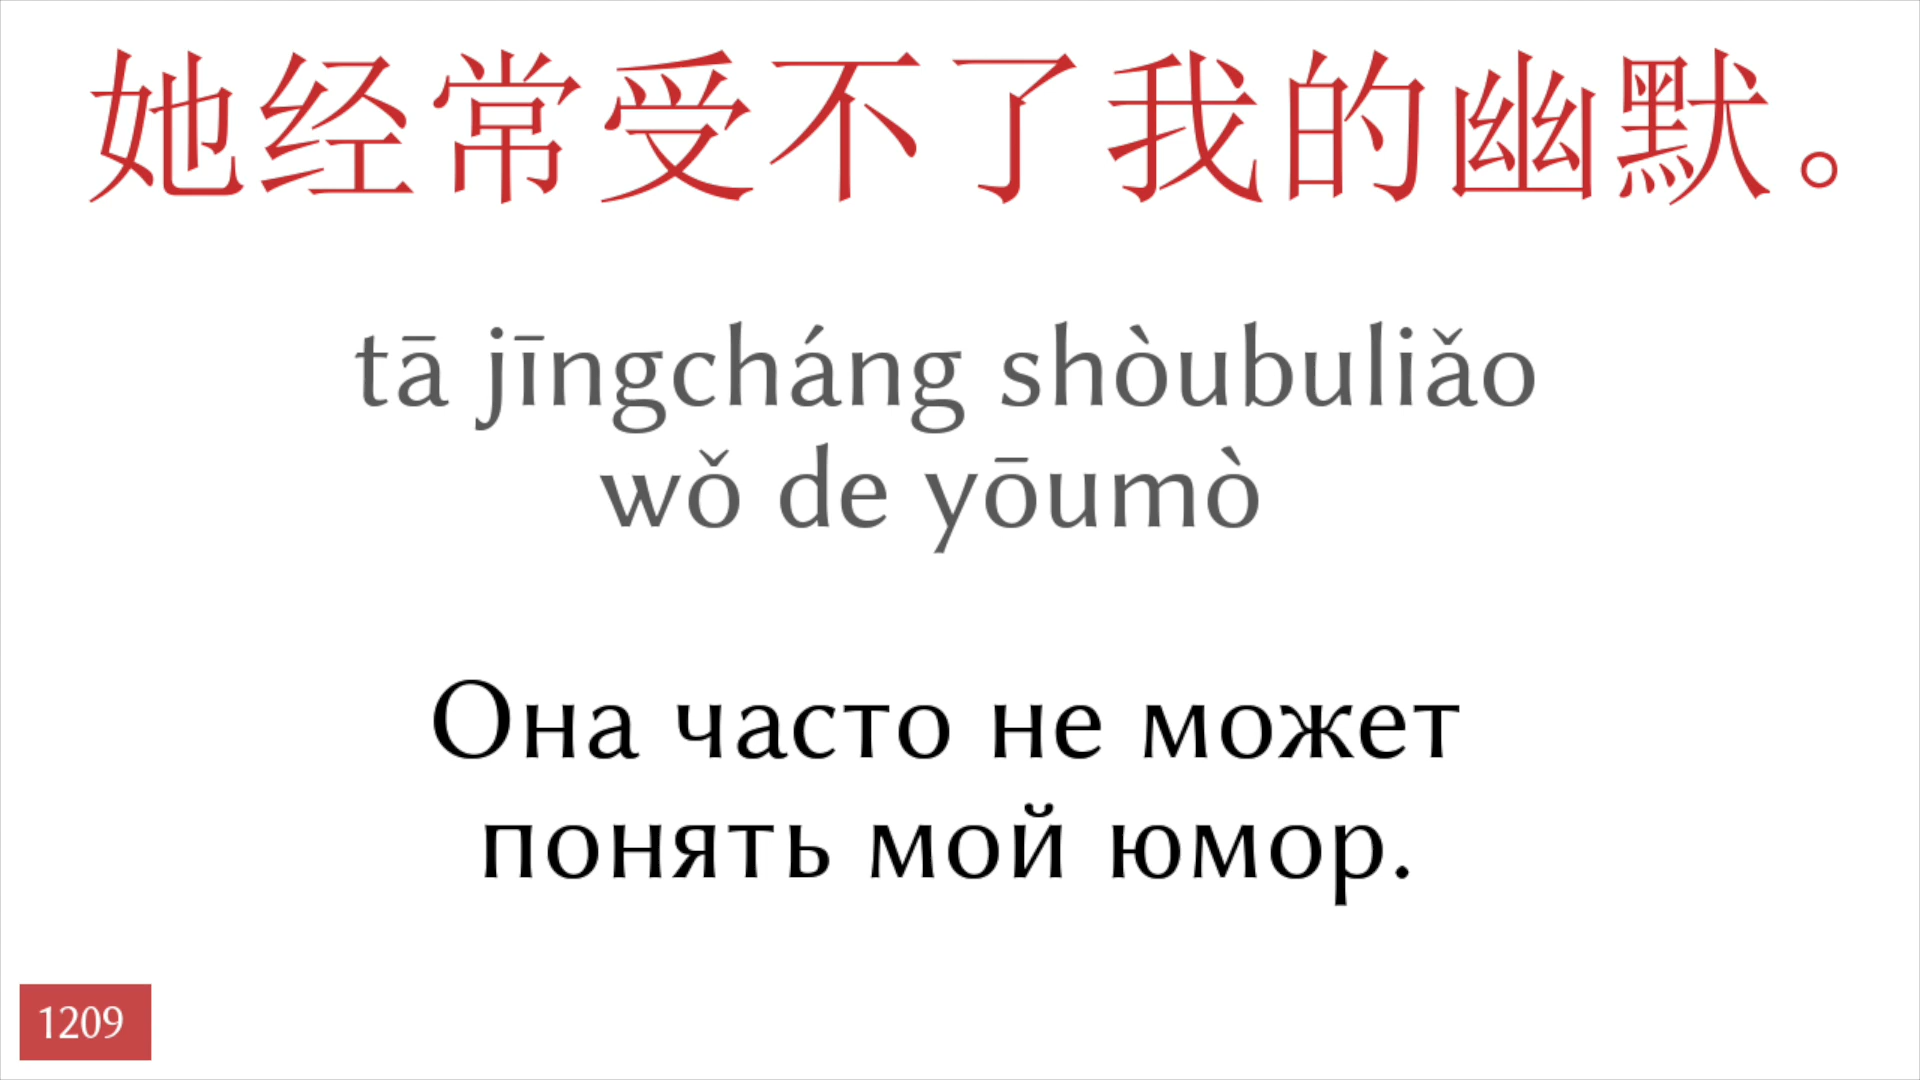 她经常受不了我的幽默。
tā jīngcháng shòubuliǎo
wǒ de yōumò
Она часто не может
понять мой юмор.
1209